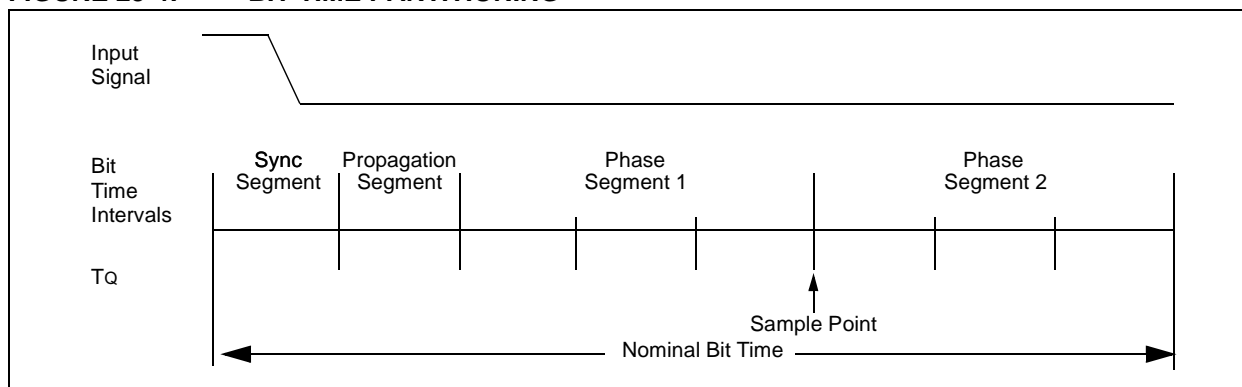 Input
Signal
Bit
Time
Intervals
Sync
Segment
Propagation
Segment
Phase
Segment 1
Phase
Segment 2
TQ
Sample Point
Nominal Bit Time